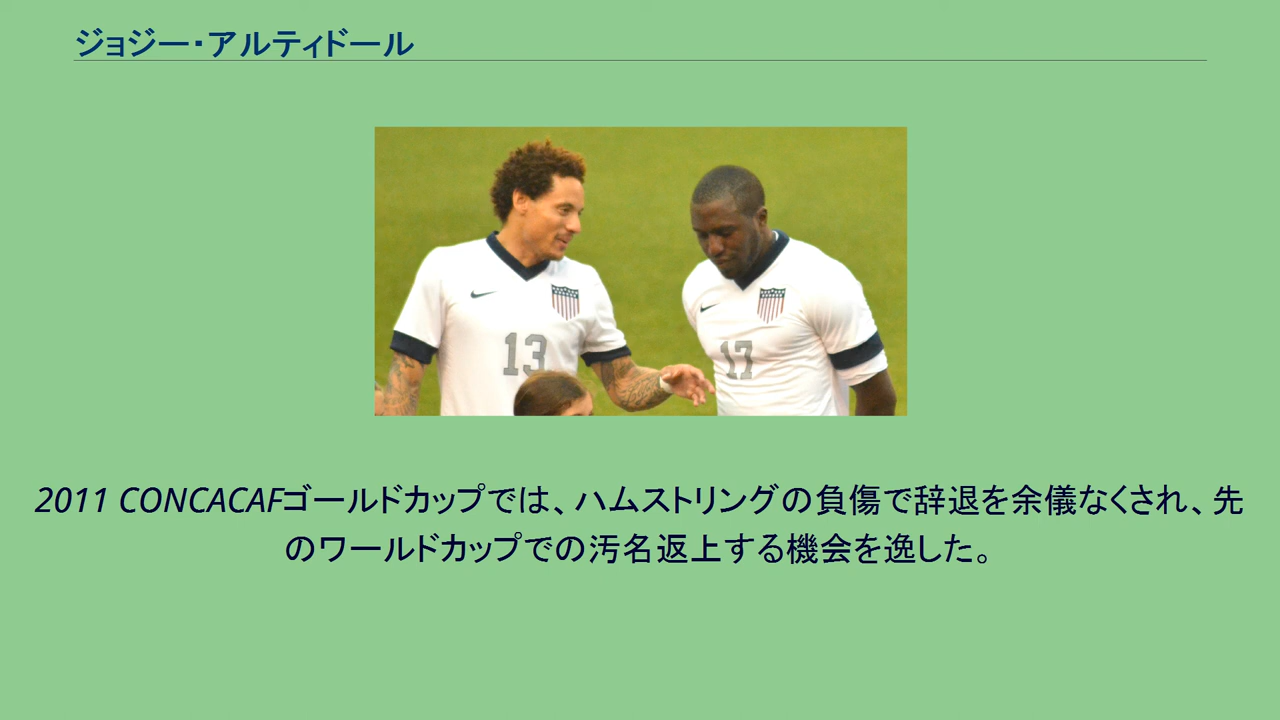 ジョジー・アルティドール
13
17
2011 CONCACAFゴールドカップでは、ハムストリングの負傷で辞退を余儀なくされ、先
のワールドカップでの汚名返上する機会を逸した。